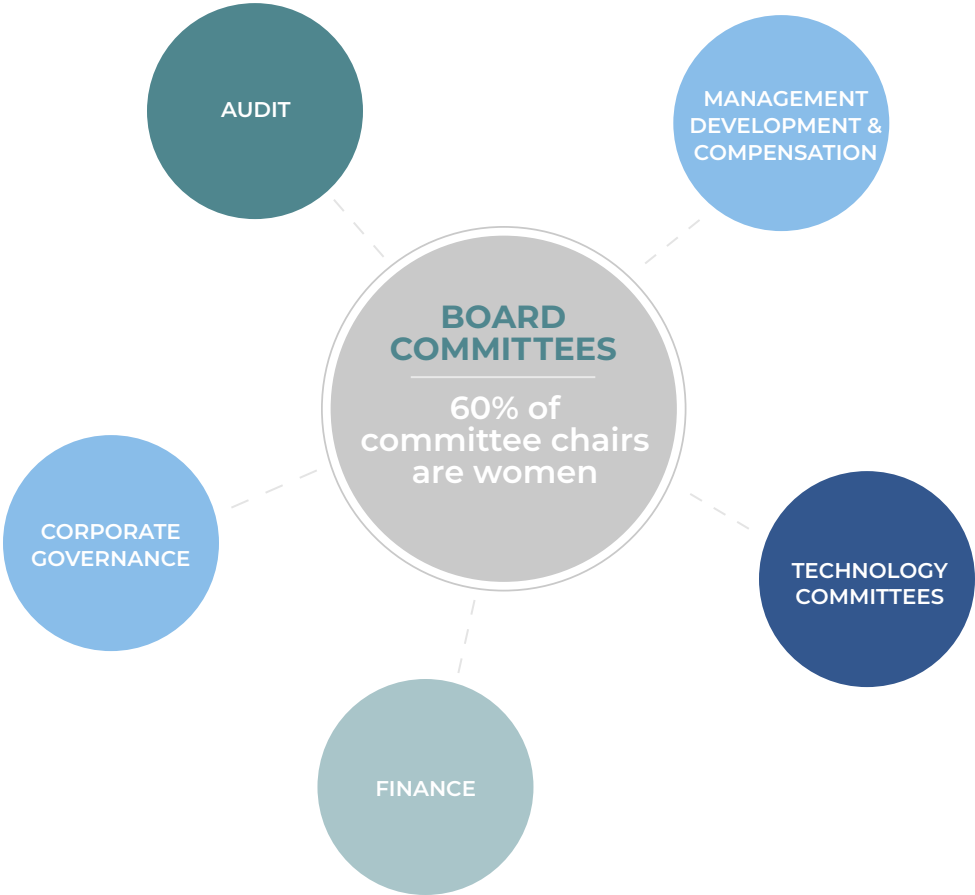 AUDIT
MANAGEMENT
DEVELOPMENT &
COMPENSATION
BOARD
COMMITTEES
60% of
committee chairs
are women
CORPORATE
GOVERNANCE
TECHNOLOGY
COMMITTEES
FINANCE